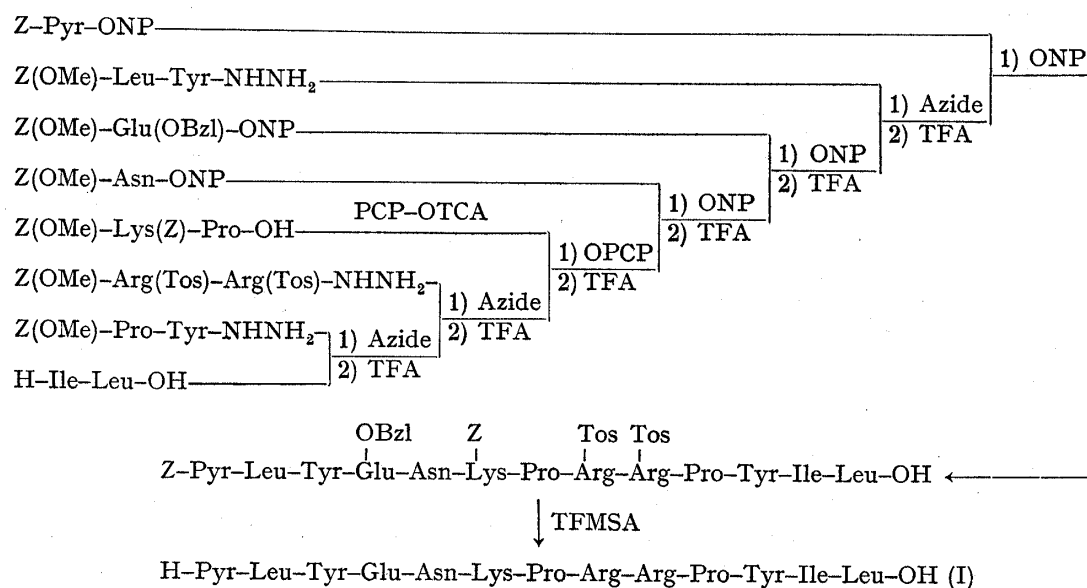 Z–Pyr–ONP
1) ONP
Z(OMe)–Leu–Tyr–NHNH₂
1) Azide
2) TFA
Z(OMe)–Glu(OBzl)–ONP
1) ONP
2) TFA
Z(OMe)–Asn–ONP
1) ONP
2) TFA
PCP–OTCA
Z(OMe)–Lys(Z)–Pro–OH
1) OPCP
2) TFA
Z(OMe)–Arg(Tos)–Arg(Tos)–NHNH₂
1) Azide
2) TFA
Z(OMe)–Pro–Tyr–NHNH₂
1) Azide
2) TFA
H–Ile–Leu–OH
OBzl Z Tos Tos
Z–Pyr–Leu–Tyr–Glu–Asn–Lys–Pro–Arg–Arg–Pro–Tyr–Ile–Leu–OH ←
↓ TFMSA
H–Pyr–Leu–Tyr–Glu–Asn–Lys–Pro–Arg–Arg–Pro–Tyr–Ile–Leu–OH (I)